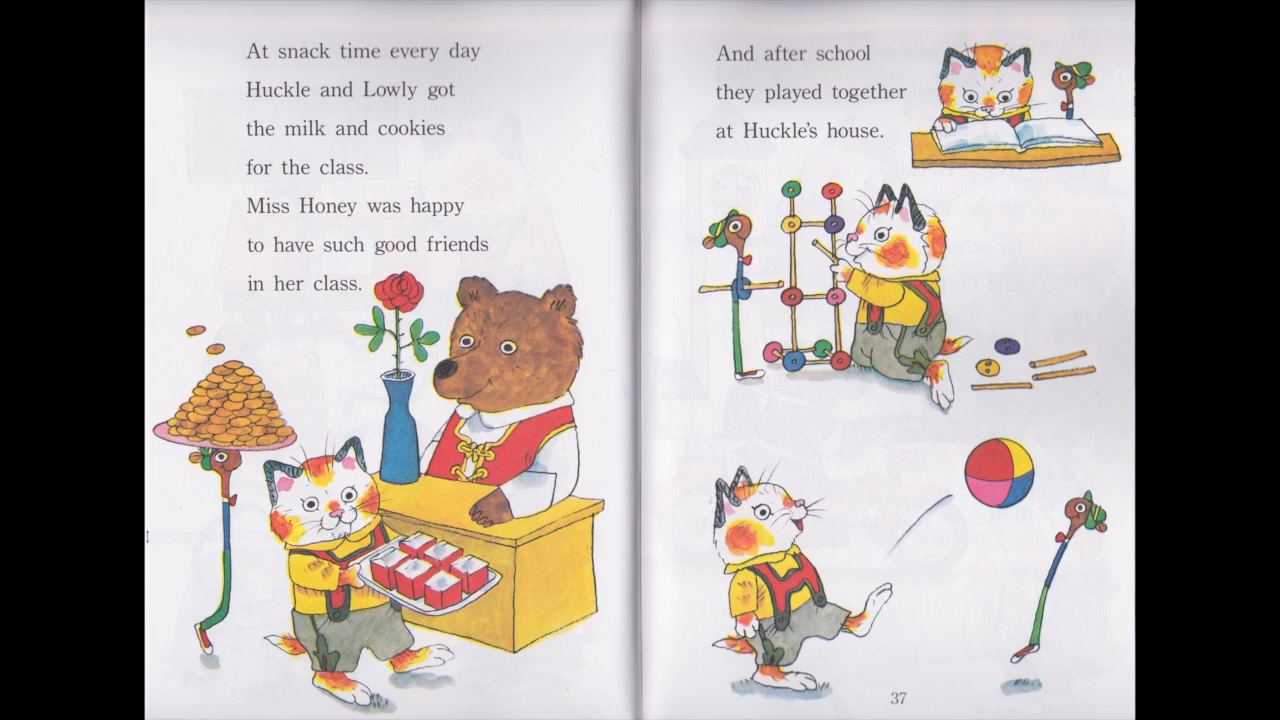 At snack time every day
Huckle and Lowly got
the milk and cookies
for the class.
Miss Honey was happy
to have such good friends
in her class.
And after school
they played together
at Huckle's house.
37